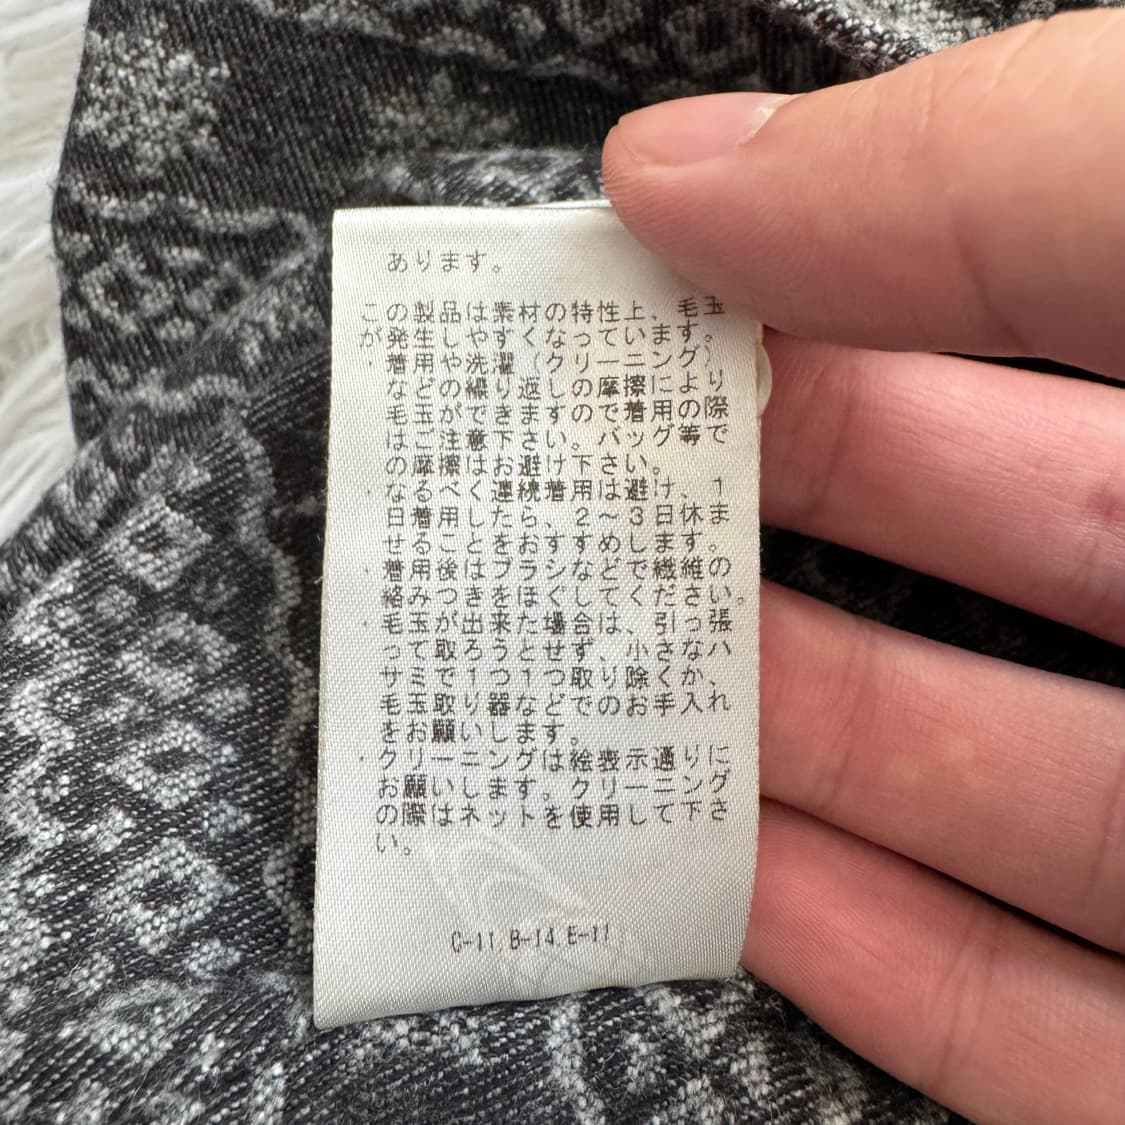 あります。
この製品は素材の特性上、毛玉
が発生しやすくなっています。
・着用や洗濯（クリーニング）
などの繰り返しの摩擦により
毛玉ができますので着用の際
はご注意下さい。バッグ等で
の摩擦はお避け下さい。
・なるべく連続着用は避け、1
日着用したら、2～3日休ま
せることをおすすめします。
・着用後はブラシなどで繊維の
絡みつきをほぐしてください。
・毛玉が出来た場合は、引っ張
って取ろうとせず、小さなハ
サミで1つ1つ取り除くか、
毛玉取り器などでのお手入れ
をお願いします。
・クリーニングは絵表示通りに
お願いします。クリーニング
の際はネットを使用して下さ
い。
C-11,B-14,E-11